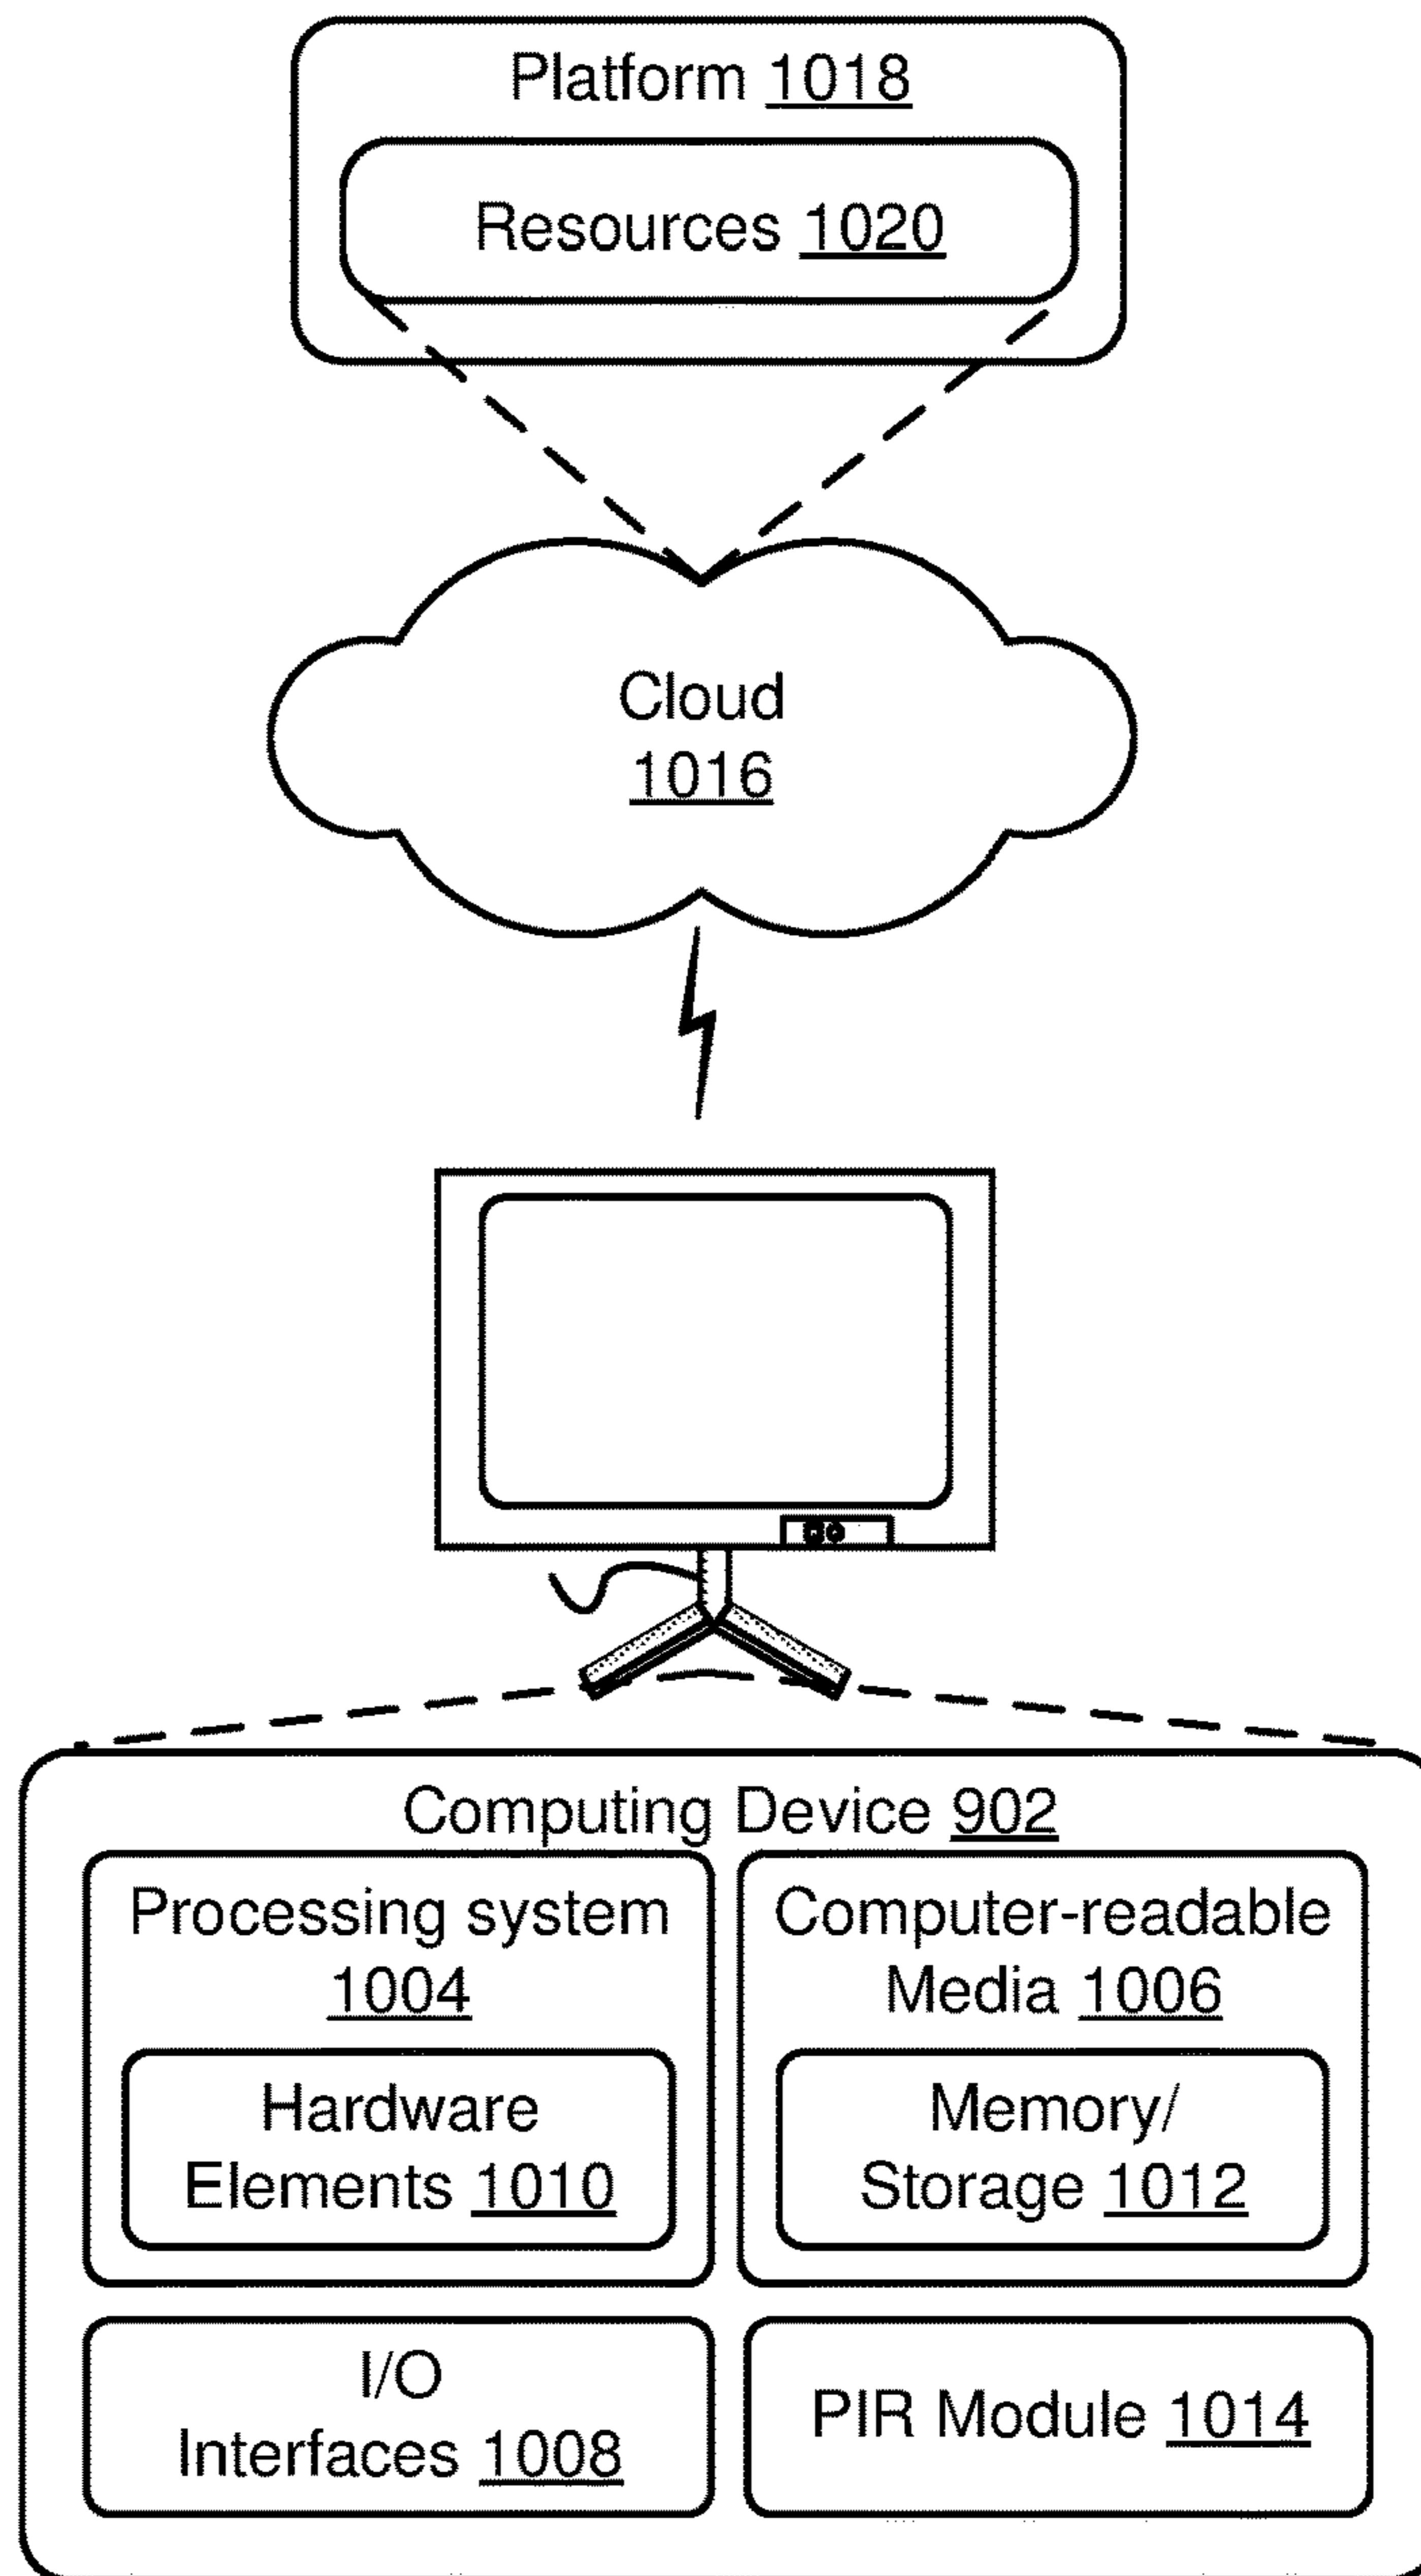 Platform 1018
Resources 1020
Cloud
1016
Computing Device 902
Processing system
1004
Hardware
Elements 1010
Computer-readable
Media 1006
Memory/
Storage 1012
I/O
Interfaces 1008
PIR Module 1014